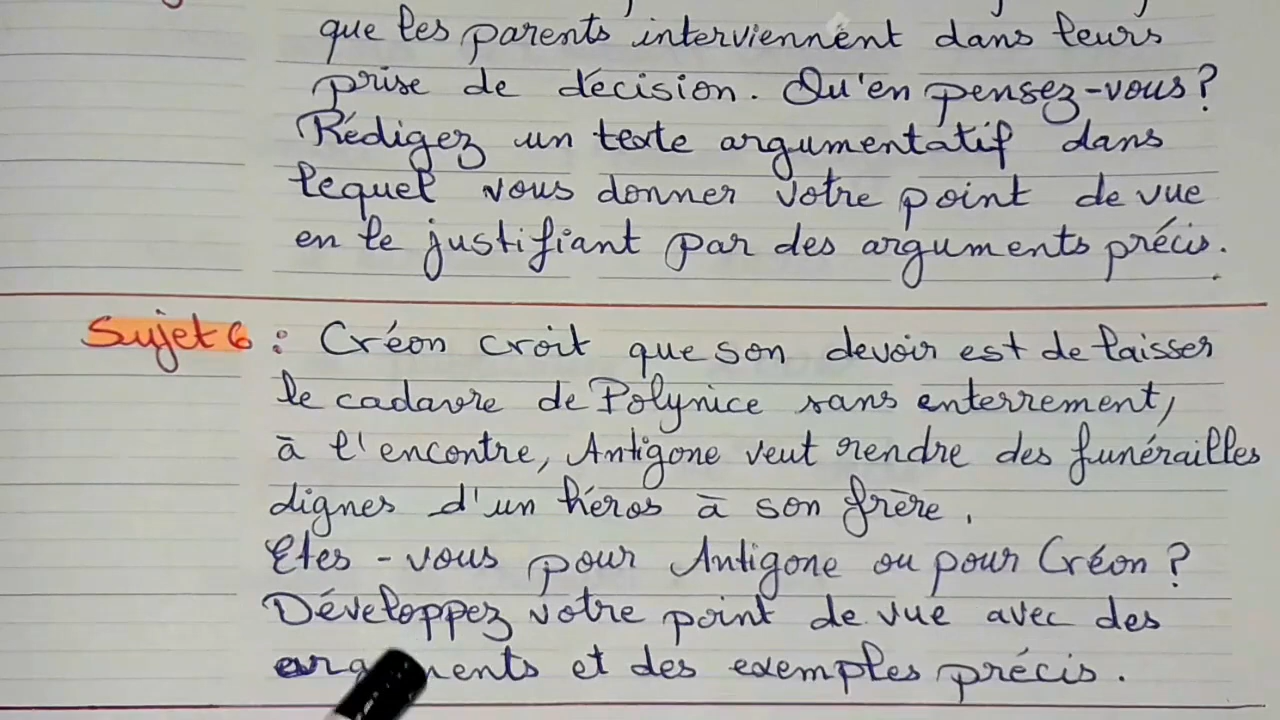 que les parents interviennent dans leurs
prise de décision. Qu'en pensez-vous?
Rédigez un texte argumentatif dans
lequel vous donner votre point de vue
en le justifiant par des arguments précis.
Sujet 6 : Créon croit que son devoir est de laisser
le cadavre de Polynice sans enterrement,
à l'encontre, Antigone veut rendre des funérailles
dignes d'un héros à son frère.
Etes-vous pour Antigone ou pour Créon ?
Développez votre point de vue avec des
et des exemples précis.